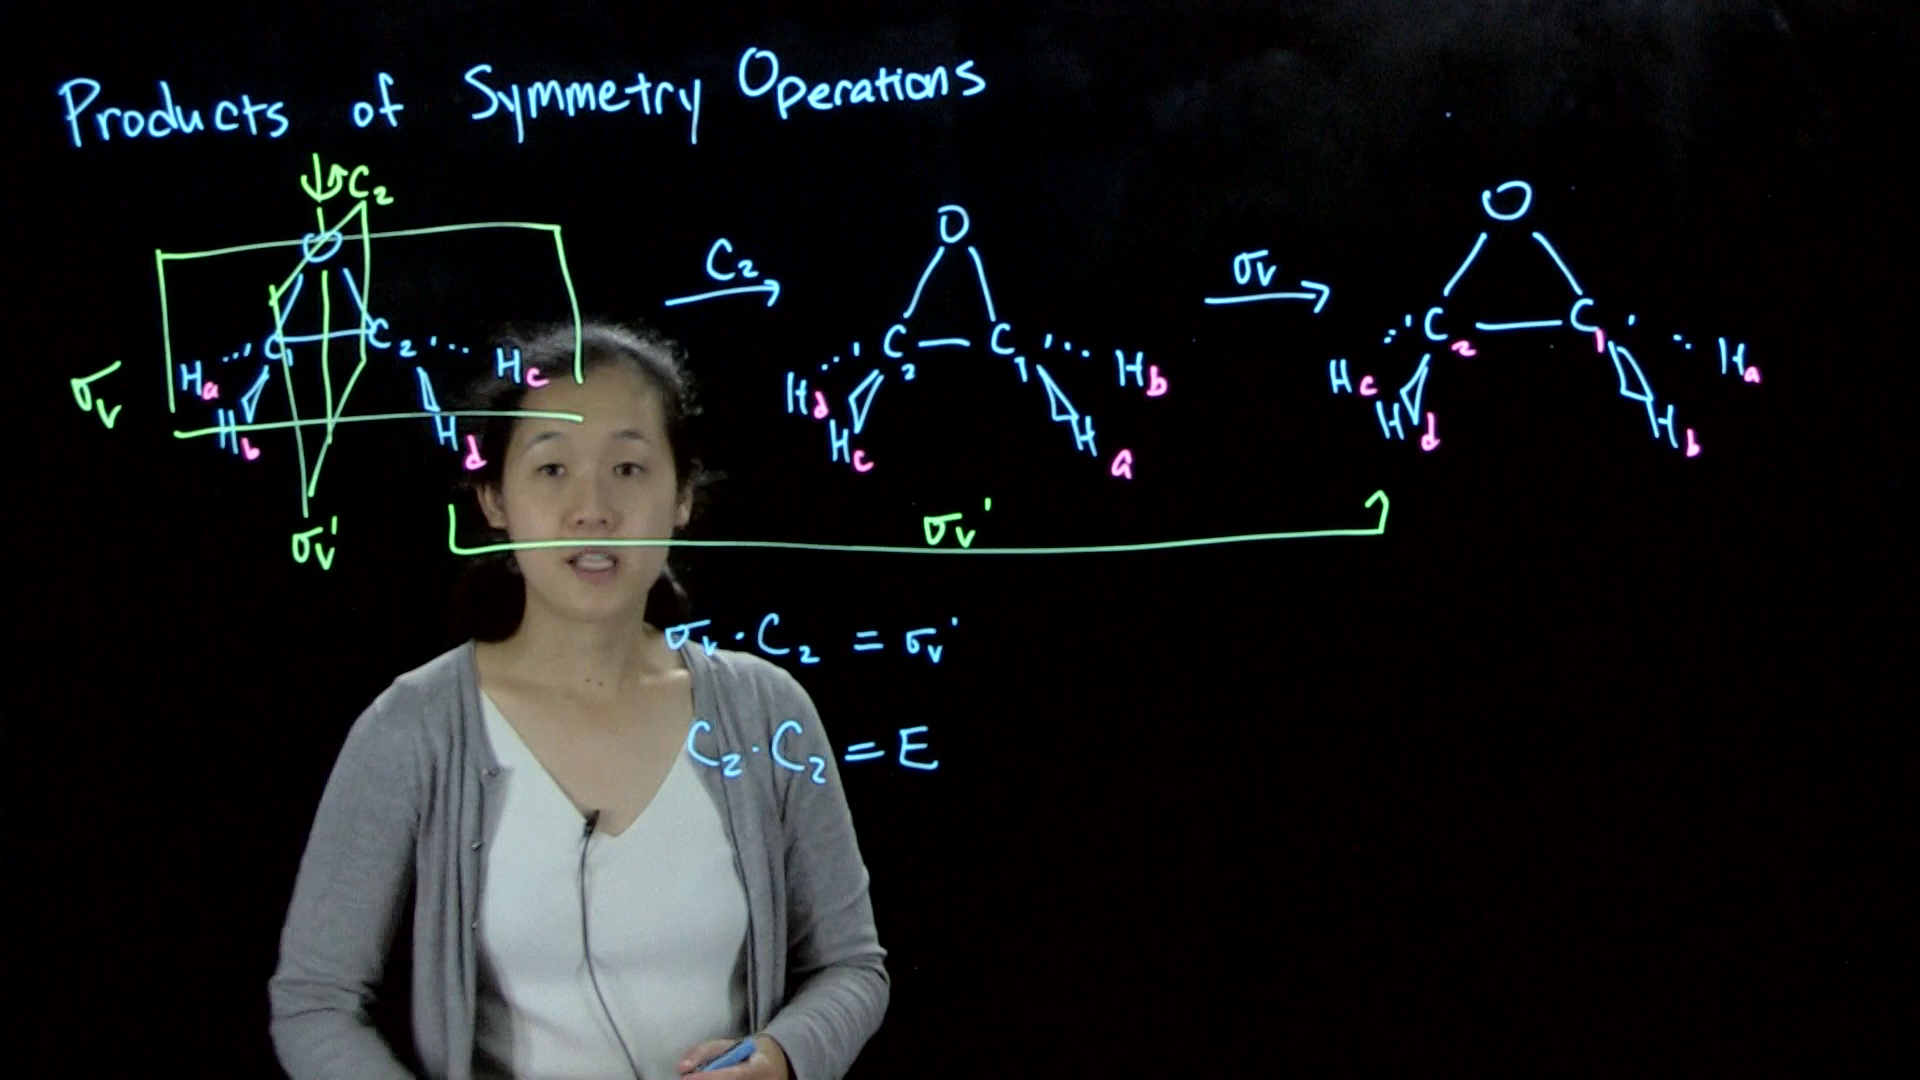 Products of Symmetry Operations
C₂
O O O
C₂ σv
C₁ C₂ C₂ C₁ C₂ C₁
Ha Hc Hd Hb Hc Ha
σv
Hb Hd Hc Ha Hd Hb
σv' σv'
σv · C₂ = σv'
C₂ · C₂ = E